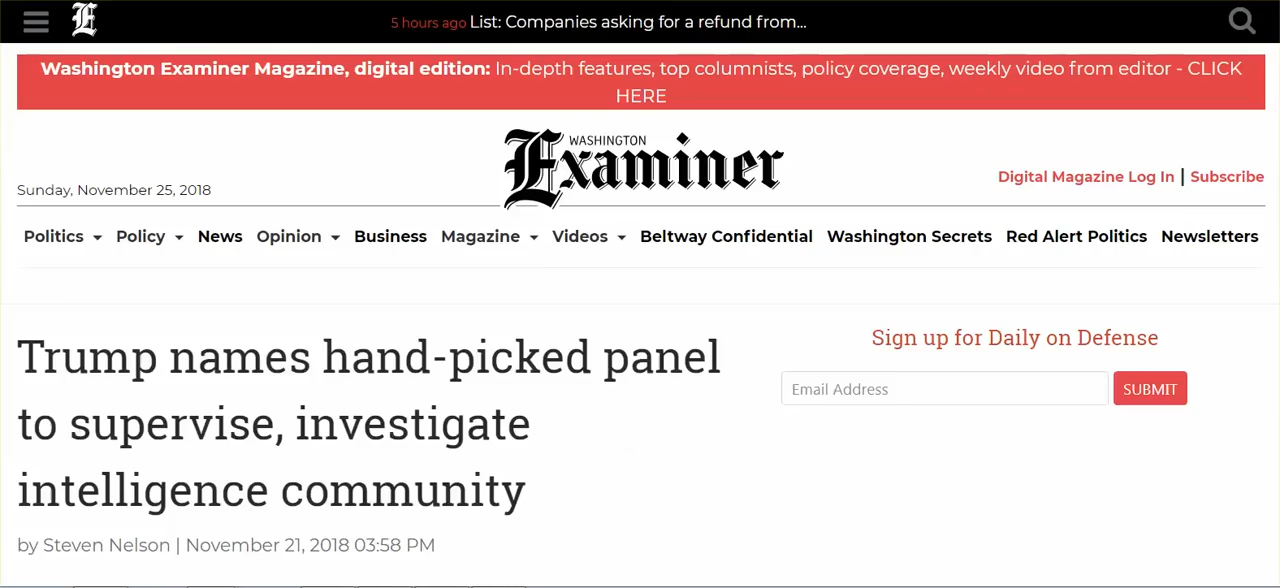 5 hours ago List: Companies asking for a refund from...
Washington Examiner Magazine, digital edition: In-depth features, top columnists, policy coverage, weekly video from editor - CLICK
HERE
WASHINGTON
Examiner
Sunday, November 25, 2018
Digital Magazine Log In | Subscribe
Politics Policy News Opinion Business Magazine Videos Beltway Confidential Washington Secrets Red Alert Politics Newsletters
Trump names hand-picked panel
to supervise, investigate
intelligence community
by Steven Nelson | November 21, 2018 03:58 PM
Sign up for Daily on Defense
Email Address SUBMIT